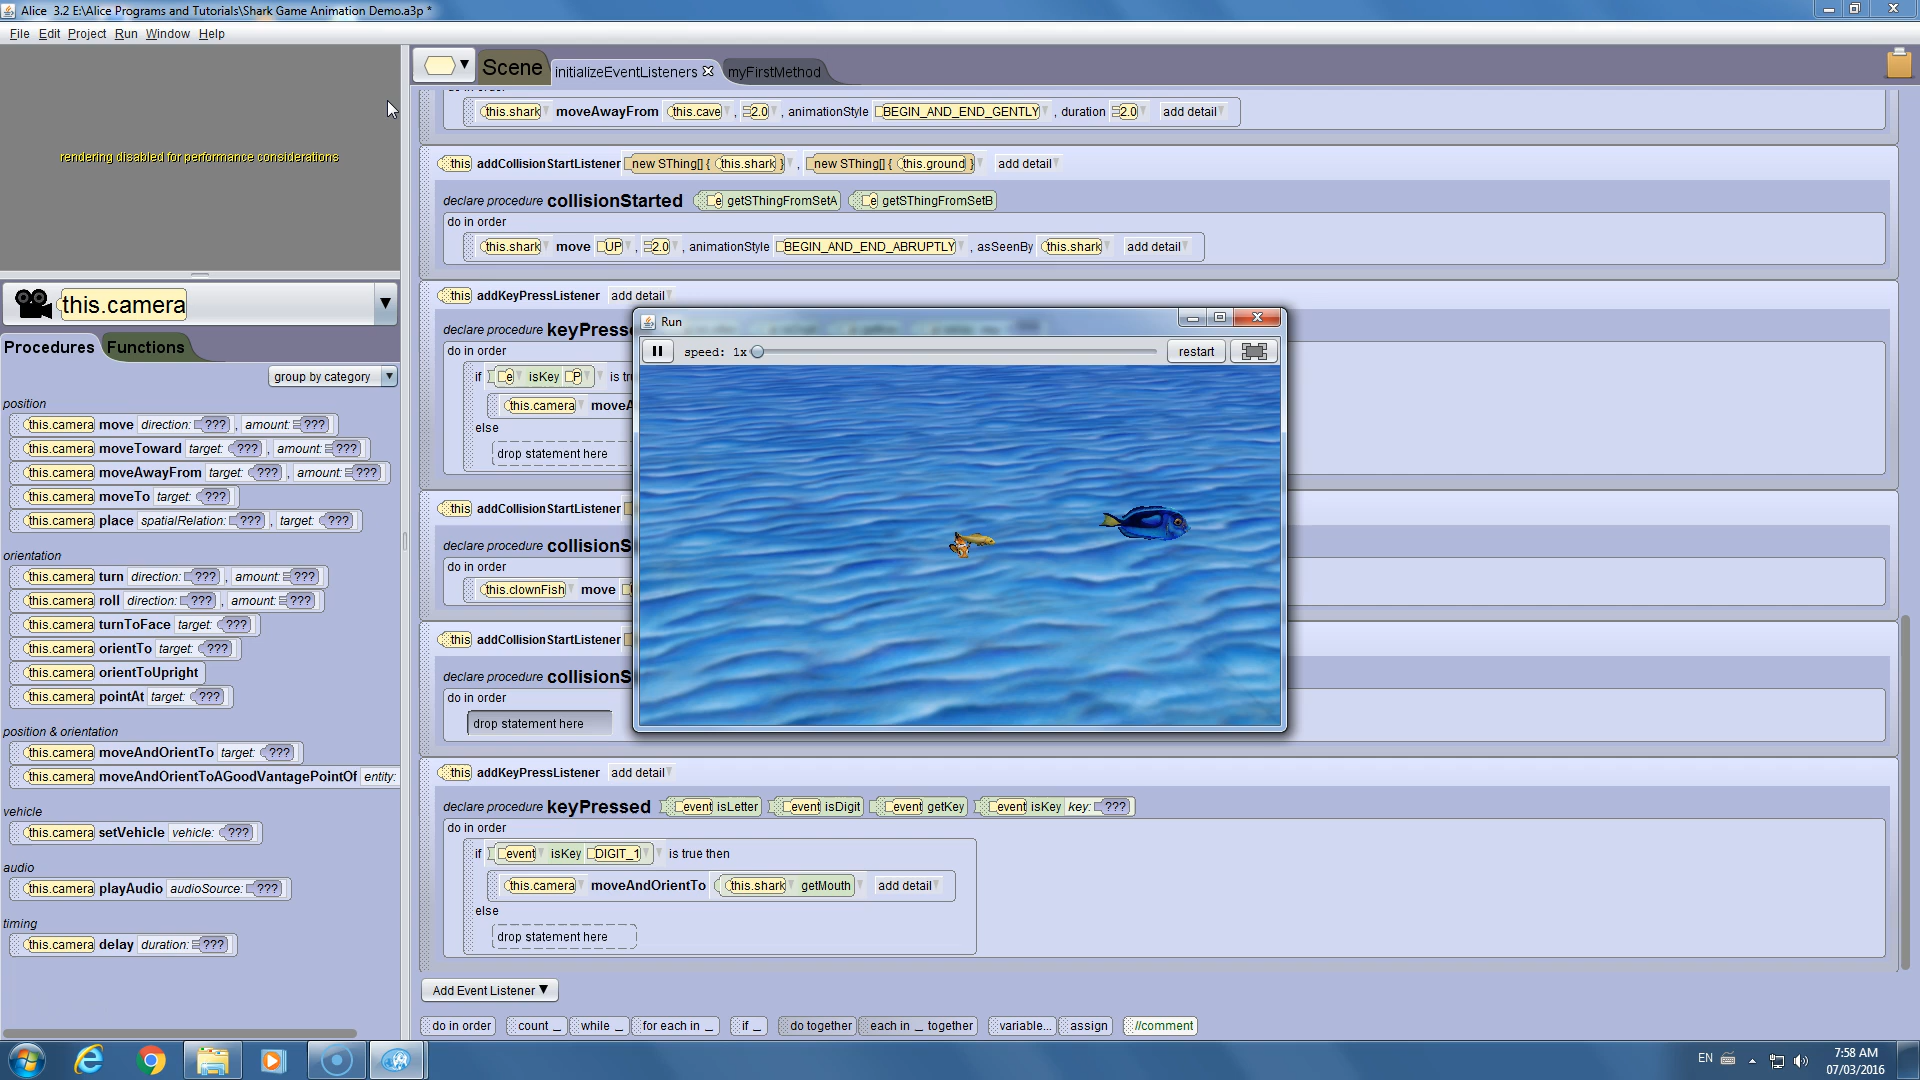 Alice 3.2 E:\Alice Programs and Tutorials\Shark Game Animation Demo.a3p *
File Edit Project Run Window Help
rendering disabled for performance considerations
this.camera
Procedures Functions
group by category
position
this.camera move direction: ??? , amount: ???
this.camera moveToward target: ??? , amount: ???
this.camera moveAwayFrom target: ??? , amount: ???
this.camera moveTo target: ???
this.camera place spatialRelation: ??? , target: ???
orientation
this.camera turn direction: ??? , amount: ???
this.camera roll direction: ??? , amount: ???
this.camera turnToFace target: ???
this.camera orientTo target: ???
this.camera orientToUpright
this.camera pointAt target: ???
position & orientation
this.camera moveAndOrientTo target: ???
this.camera moveAndOrientToAGoodVantagePointOf entity:
vehicle
this.camera setVehicle vehicle: ???
audio
this.camera playAudio audioSource: ???
timing
this.camera delay duration: ???
Scene initializeEventListeners myFirstMethod
do in order
this.shark moveAwayFrom this.cave , 2.0 , animationStyle BEGIN_AND_END_GENTLY , duration 2.0 add detail
this addCollisionStartListener new SThing[] { this.shark } , new SThing[] { this.ground } add detail
declare procedure collisionStarted e getSThingFromSetA e getSThingFromSetB
do in order
this.shark move UP , 2.0 , animationStyle BEGIN_AND_END_ABRUPTLY , asSeenBy this.shark add detail
this addKeyPressListener add detail
declare procedure keyPresse
do in order
if e isKey P is tru
this.camera moveA
else
drop statement here
this addCollisionStartListener
declare procedure collisionS
do in order
this.clownFish move
this addCollisionStartListener
declare procedure collisionS
do in order
drop statement here
Run
speed: 1x restart
this addKeyPressListener add detail
declare procedure keyPressed event isLetter event isDigit event getKey event isKey key: ???
do in order
if event isKey DIGIT_1 is true then
this.camera moveAndOrientTo this.shark getMouth add detail
else
drop statement here
Add Event Listener
do in order count _ while _ for each in _ if _ do together each in _ together variable... assign //comment
EN
7:58 AM
07/03/2016